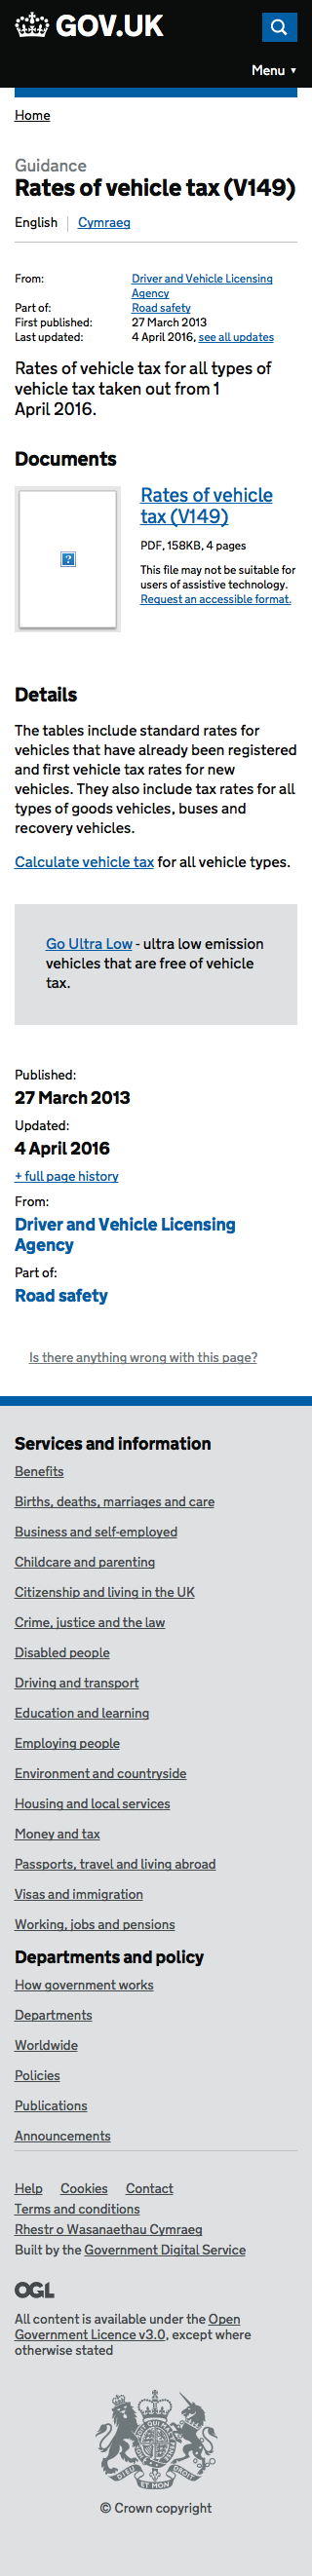 GOV.UK
Menu ▼
Home
Guidance
Rates of vehicle tax (V149)
English
Cymraeg
From:
Driver and Vehicle Licensing
Agency
Part of:
Road safety
First published:
27 March 2013
Last updated:
4 April 2016, see all updates
Rates of vehicle tax for all types of
vehicle tax taken out from 1
April 2016.
Documents
Rates of vehicle
tax (V149)
PDF, 158KB, 4 pages
This file may not be suitable for
users of assistive technology.
Request an accessible format.
Details
The tables include standard rates for
vehicles that have already been registered
and first vehicle tax rates for new
vehicles. They also include tax rates for all
types of goods vehicles, buses and
recovery vehicles.
Calculate vehicle tax for all vehicle types.
Go Ultra Low - ultra low emission
vehicles that are free of vehicle
tax.
Published:
27 March 2013
Updated:
4 April 2016
+ full page history
From:
Driver and Vehicle Licensing
Agency
Part of:
Road safety
Is there anything wrong with this page?
Services and information
Benefits
Births, deaths, marriages and care
Business and self-employed
Childcare and parenting
Citizenship and living in the UK
Crime, justice and the law
Disabled people
Driving and transport
Education and learning
Employing people
Environment and countryside
Housing and local services
Money and tax
Passports, travel and living abroad
Visas and immigration
Working, jobs and pensions
Departments and policy
How government works
Departments
Worldwide
Policies
Publications
Announcements
Help Cookies Contact
Terms and conditions
Rhestr o Wasanaethau Cymraeg
Built by the Government Digital Service
OGL
All content is available under the Open
Government Licence v3.0, except where
otherwise stated
DIEU ET MON DROIT
© Crown copyright